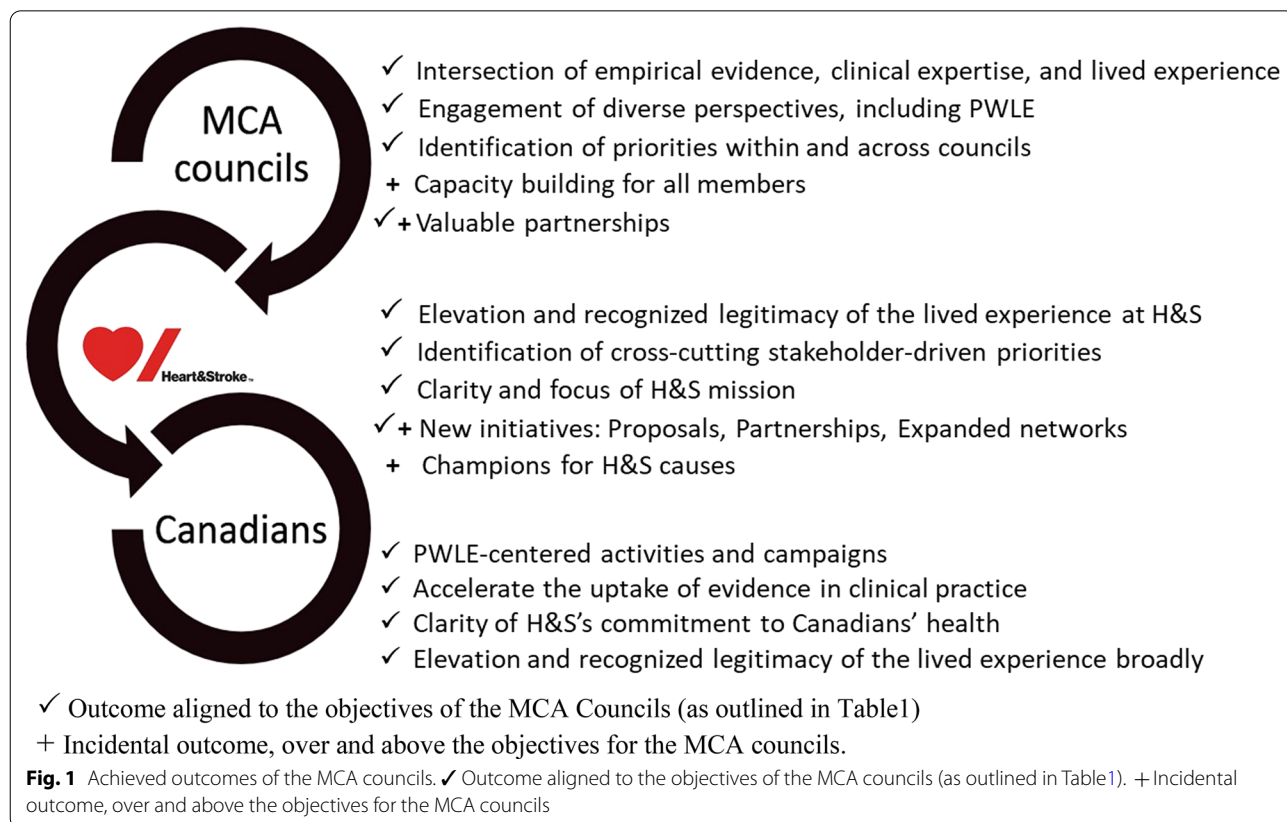 MCA
councils
✓ Intersection of empirical evidence, clinical expertise, and lived experience
✓ Engagement of diverse perspectives, including PWLE
✓ Identification of priorities within and across councils
+ Capacity building for all members
✓+ Valuable partnerships
Heart&Stroke™
✓ Elevation and recognized legitimacy of the lived experience at H&S
✓ Identification of cross-cutting stakeholder-driven priorities
✓ Clarity and focus of H&S mission
✓+ New initiatives: Proposals, Partnerships, Expanded networks
+ Champions for H&S causes
Canadians
✓ PWLE-centered activities and campaigns
✓ Accelerate the uptake of evidence in clinical practice
✓ Clarity of H&S's commitment to Canadians' health
✓ Elevation and recognized legitimacy of the lived experience broadly
✓ Outcome aligned to the objectives of the MCA Councils (as outlined in Table1)
+ Incidental outcome, over and above the objectives for the MCA councils.
Fig. 1 Achieved outcomes of the MCA councils. ✓ Outcome aligned to the objectives of the MCA councils (as outlined in Table1). +Incidental
outcome, over and above the objectives for the MCA councils